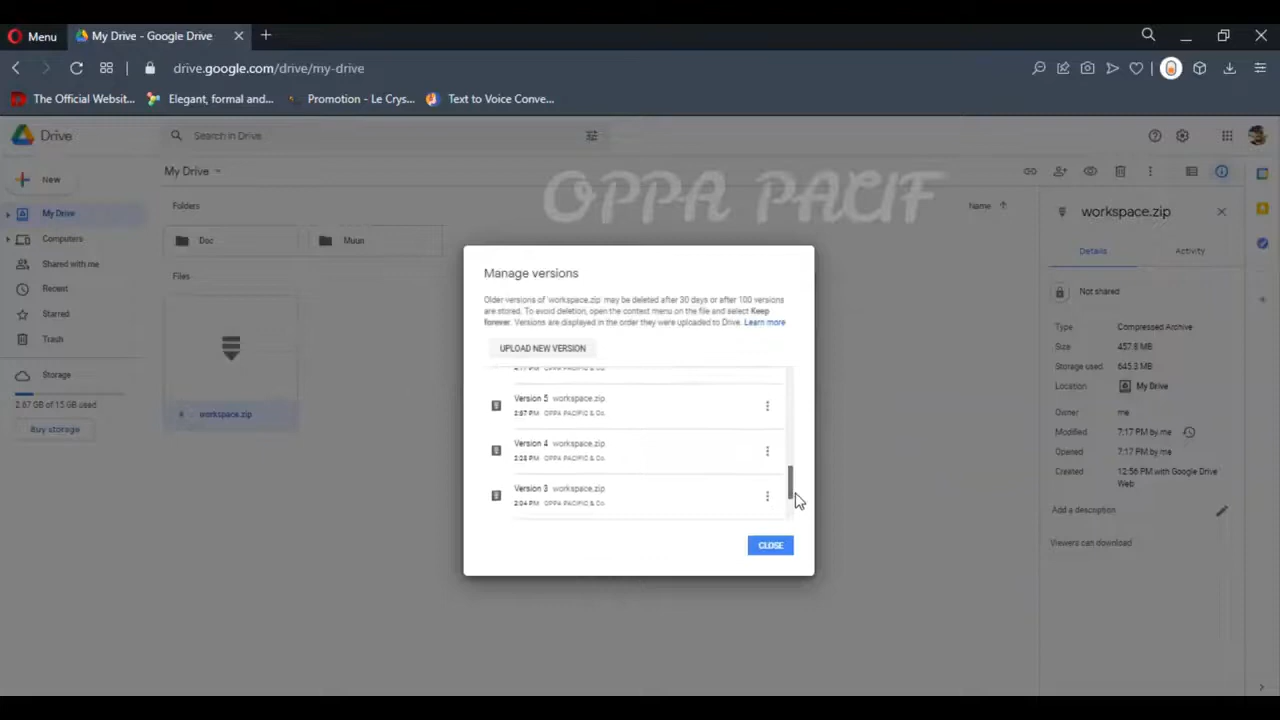 Menu
My Drive - Google Drive
drive.google.com/drive/my-drive
The Official Websit...
Elegant, formal and...
Promotion - Le Crys...
Text to Voice Conve...
Drive
Search in Drive
New
My Drive
OPPA PACIF
My Drive
Computers
Shared with me
Recent
Starred
Trash
Storage
2.67 GB of 15 GB used
Buy storage
Folders
Name
Doc
Muun
Files
workspace.zip
Manage versions
Older versions of 'workspace.zip' may be deleted after 30 days or after 100 versions
are stored. To avoid deletion, open the context menu on the file and select Keep
forever. Versions are displayed in the order they were uploaded to Drive. Learn more
UPLOAD NEW VERSION
OPPA PACIFIC & Co.
Version 5 workspace.zip
2:57 PM OPPA PACIFIC & Co.
Version 4 workspace.zip
OPPA PACIFIC & Co.
Version 3 workspace.zip
2:04 PM OPPA PACIFIC & Co.
CLOSE
workspace.zip
Details
Activity
Not shared
Type Compressed Archive
Size 457.8 MB
Storage used 645.3 MB
Location My Drive
Owner me
Modified 7:17 PM by me
Opened 7:17 PM by me
Created 12:56 PM with Google Drive
Web
Add a description
Viewers can download